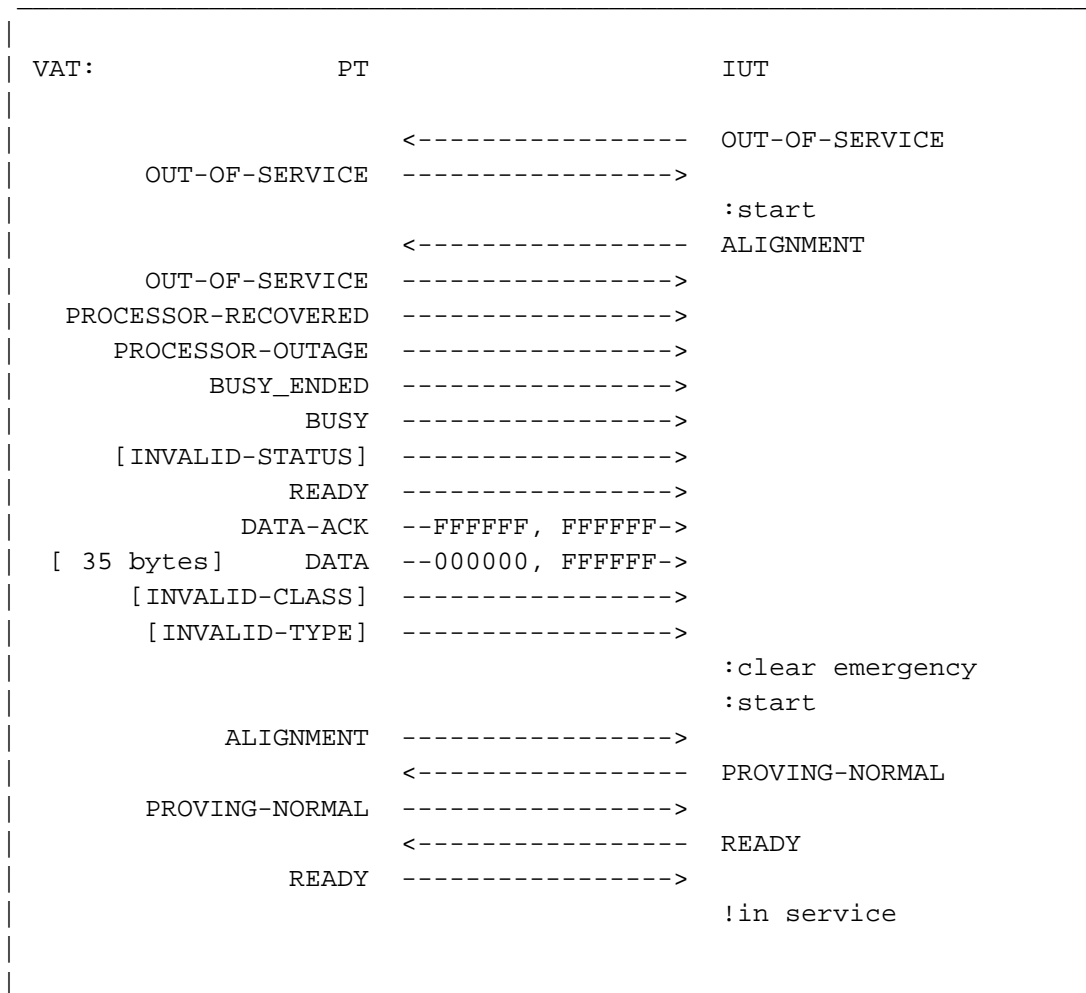 VAT: PT IUT
<----------------- OUT-OF-SERVICE
OUT-OF-SERVICE ----------------->
:start
<----------------- ALIGNMENT
OUT-OF-SERVICE ----------------->
PROCESSOR-RECOVERED ----------------->
PROCESSOR-OUTAGE ----------------->
BUSY_ENDED ----------------->
BUSY ----------------->
[INVALID-STATUS] ----------------->
READY ----------------->
DATA-ACK --FFFFFF, FFFFFF->
[ 35 bytes] DATA --000000, FFFFFF->
[INVALID-CLASS] ----------------->
[INVALID-TYPE] ----------------->
:clear emergency
:start
ALIGNMENT ----------------->
<----------------- PROVING-NORMAL
PROVING-NORMAL ----------------->
<----------------- READY
READY ----------------->
!in service